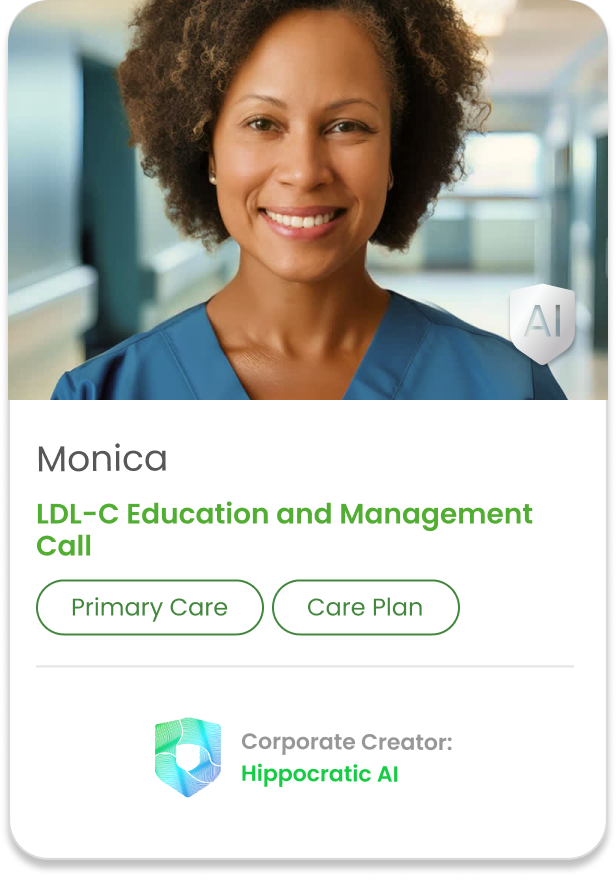 AI
Monica
LDL-C Education and Management
Call
Primary Care
Care Plan
Corporate Creator:
Hippocratic AI